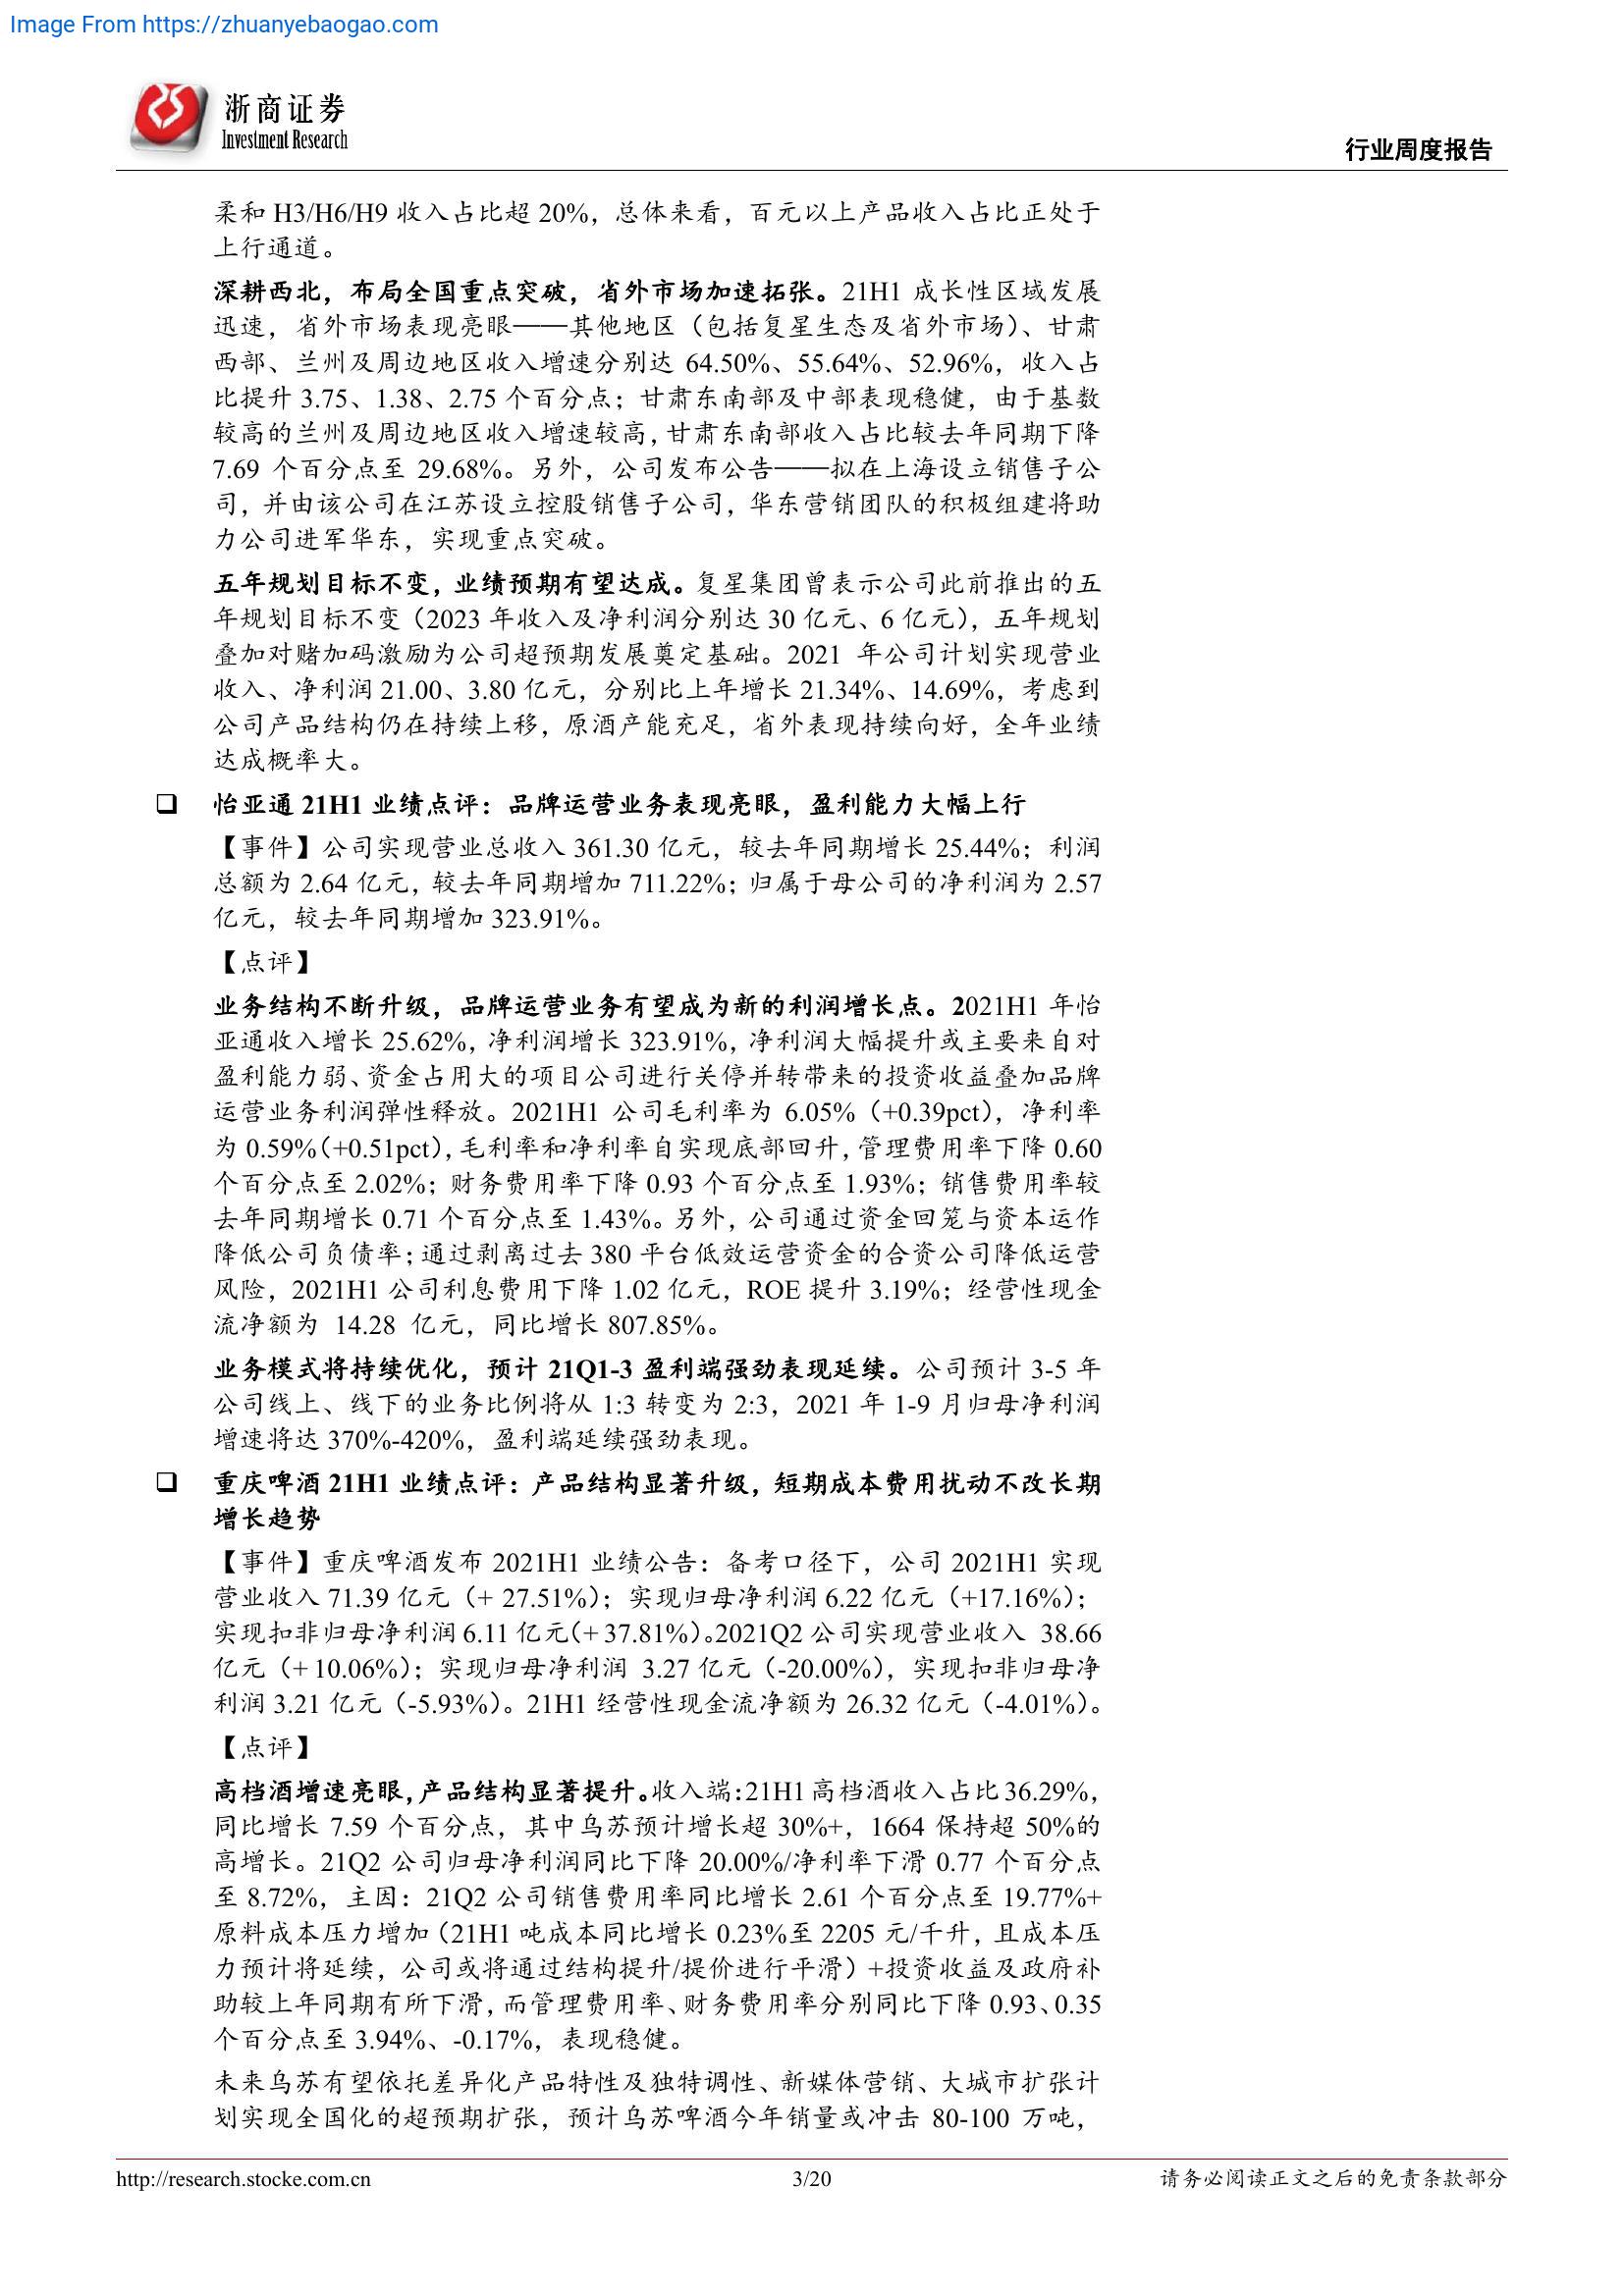 Image From https://zhuanyebaogao.com
浙商证券
Investment Research
行业周度报告
柔和 H3/H6/H9 收入占比超 20%，总体来看，百元以上产品收入占比正处于
上行通道。
深耕西北，布局全国重点突破，省外市场加速拓张。21H1 成长性区域发展
迅速，省外市场表现亮眼——其他地区（包括复星生态及省外市场）、甘肃
西部、兰州及周边地区收入增速分别达 64.50%、55.64%、52.96%，收入占
比提升 3.75、1.38、2.75 个百分点；甘肃东南部及中部表现稳健，由于基数
较高的兰州及周边地区收入增速较高，甘肃东南部收入占比较去年同期下降
7.69 个百分点至 29.68%。另外，公司发布公告——拟在上海设立销售子公
司，并由该公司在江苏设立控股销售子公司，华东营销团队的积极组建将助
力公司进军华东，实现重点突破。
五年规划目标不变，业绩预期有望达成。复星集团曾表示公司此前推出的五
年规划目标不变（2023 年收入及净利润分别达 30 亿元、6 亿元），五年规划
叠加对赌加码激励为公司超预期发展奠定基础。2021 年公司计划实现营业
收入、净利润 21.00、3.80 亿元，分别比上年增长 21.34%、14.69%，考虑到
公司产品结构仍在持续上移，原酒产能充足，省外表现持续向好，全年业绩
达成概率大。
❑ 怡亚通 21H1 业绩点评：品牌运营业务表现亮眼，盈利能力大幅上行
【事件】公司实现营业总收入 361.30 亿元，较去年同期增长 25.44%；利润
总额为 2.64 亿元，较去年同期增加 711.22%；归属于母公司的净利润为 2.57
亿元，较去年同期增加 323.91%。
【点评】
业务结构不断升级，品牌运营业务有望成为新的利润增长点。2021H1 年怡
亚通收入增长 25.62%，净利润增长 323.91%，净利润大幅提升或主要来自对
盈利能力弱、资金占用大的项目公司进行关停并转带来的投资收益叠加品牌
运营业务利润弹性释放。2021H1 公司毛利率为 6.05%（+0.39pct），净利率
为 0.59%（+0.51pct），毛利率和净利率自实现底部回升，管理费用率下降 0.60
个百分点至 2.02%；财务费用率下降 0.93 个百分点至 1.93%；销售费用率较
去年同期增长 0.71 个百分点至 1.43%。另外，公司通过资金回笼与资本运作
降低公司负债率；通过剥离过去 380 平台低效运营资金的合资公司降低运营
风险，2021H1 公司利息费用下降 1.02 亿元，ROE 提升 3.19%；经营性现金
流净额为 14.28 亿元，同比增长 807.85%。
业务模式将持续优化，预计 21Q1-3 盈利端强劲表现延续。公司预计 3-5 年
公司线上、线下的业务比例将从 1:3 转变为 2:3，2021 年 1-9 月归母净利润
增速将达 370%-420%，盈利端延续强劲表现。
❑ 重庆啤酒 21H1 业绩点评：产品结构显著升级，短期成本费用扰动不改长期
增长趋势
【事件】重庆啤酒发布 2021H1 业绩公告：备考口径下，公司 2021H1 实现
营业收入 71.39 亿元（+ 27.51%）；实现归母净利润 6.22 亿元（+17.16%）；
实现扣非归母净利润 6.11 亿元（+ 37.81%）。2021Q2 公司实现营业收入 38.66
亿元（+ 10.06%）；实现归母净利润 3.27 亿元（-20.00%），实现扣非归母净
利润 3.21 亿元（-5.93%）。21H1 经营性现金流净额为 26.32 亿元（-4.01%）。
【点评】
高档酒增速亮眼，产品结构显著提升。收入端：21H1 高档酒收入占比 36.29%，
同比增长 7.59 个百分点，其中乌苏预计增长超 30%+，1664 保持超 50%的
高增长。21Q2 公司归母净利润同比下降 20.00%/净利率下滑 0.77 个百分点
至 8.72%，主因：21Q2 公司销售费用率同比增长 2.61 个百分点至 19.77%+
原料成本压力增加（21H1 吨成本同比增长 0.23%至 2205 元/千升，且成本压
力预计将延续，公司或将通过结构提升/提价进行平滑）+投资收益及政府补
助较上年同期有所下滑，而管理费用率、财务费用率分别同比下降 0.93、0.35
个百分点至 3.94%、-0.17%，表现稳健。
未来乌苏有望依托差异化产品特性及独特调性、新媒体营销、大城市扩张计
划实现全国化的超预期扩张，预计乌苏啤酒今年销量或冲击 80-100 万吨，
http://research.stocke.com.cn
3/20
请务必阅读正文之后的免责条款部分